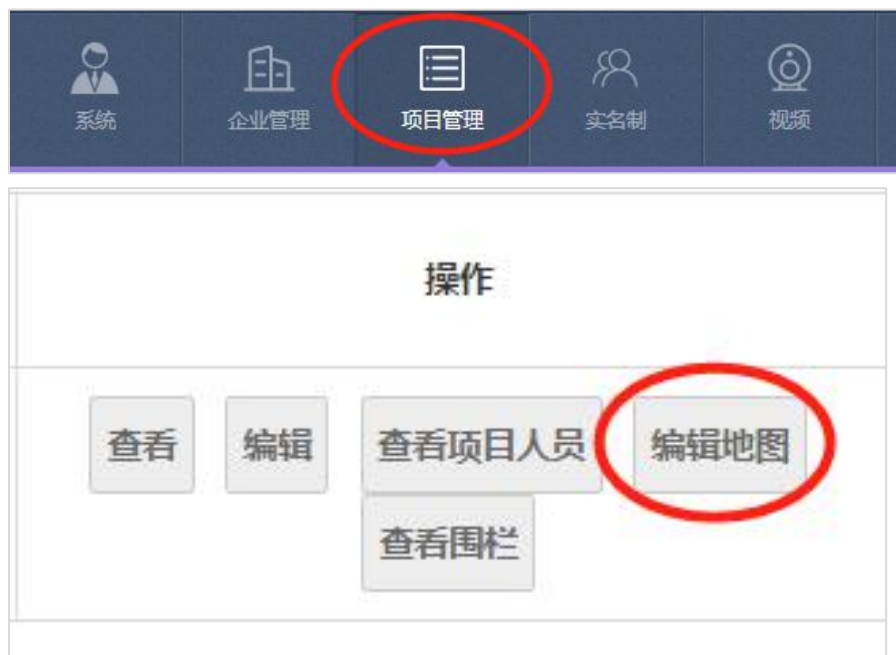 系统 企业管理 项目管理 实名制 视频
操作
查看 编辑 查看项目人员 编辑地图
查看围栏